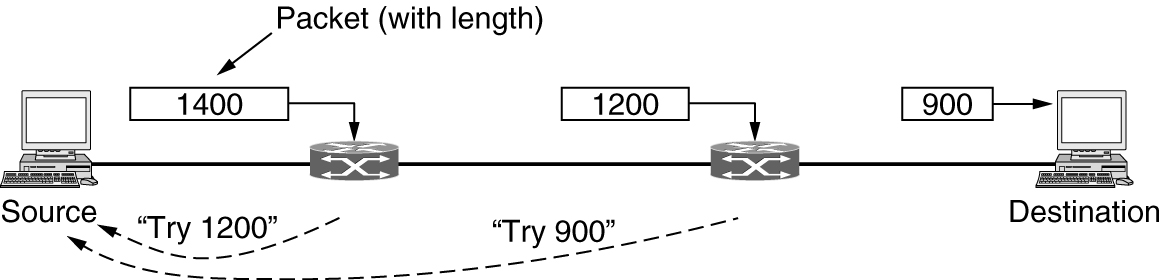 Packet (with length)
1400
1200
900
Source
“Try 1200”
“Try 900”
Destination